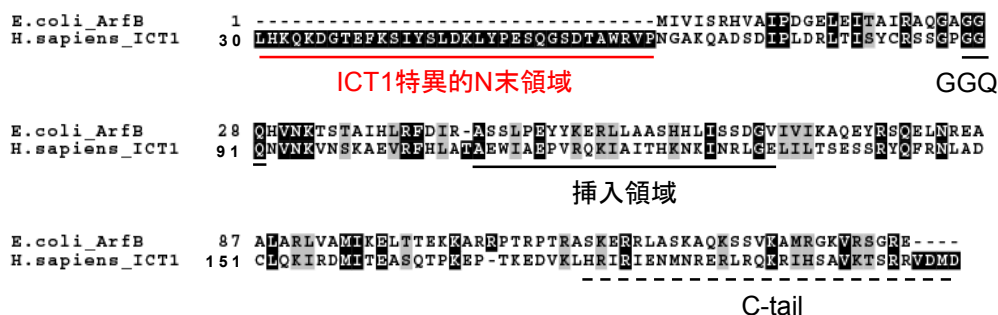 E.coli_ArfB 1 -----------------------------------MIVISRHVAIPDGELEITAIRAQGAGG
H.sapiens_ICT1 30 LHKQKDGTEFKSIYSLDKLYPESQGSDTAWRVPNGAKQADSDIPLDRLTISYCRSSGPGG
ICT1特異的N末領域
GGQ
E.coli_ArfB 28 QHVNKTSTAIHLRFDIR-ASSLPEYYKERLLAASHHLISSDGVIVIKAQEYRSQELNREA
H.sapiens_ICT1 91 QNVNKVNSKAEVRFHLATAEWIAEPVRQKIAITHKNKINRLGELILTSESSRYQFRNLAD
挿入領域
E.coli_ArfB 87 ALARLVAMIKELTTEKKARRPTRPTRASKERRLASKAQKSSVKAMRGKVRSGRE----
H.sapiens_ICT1 151 CLQKIRDMITEASQTPKEP-TKEDVKLHRIRIENMNRERLRQKRIHSAVKTSRRVDMD
C-tail